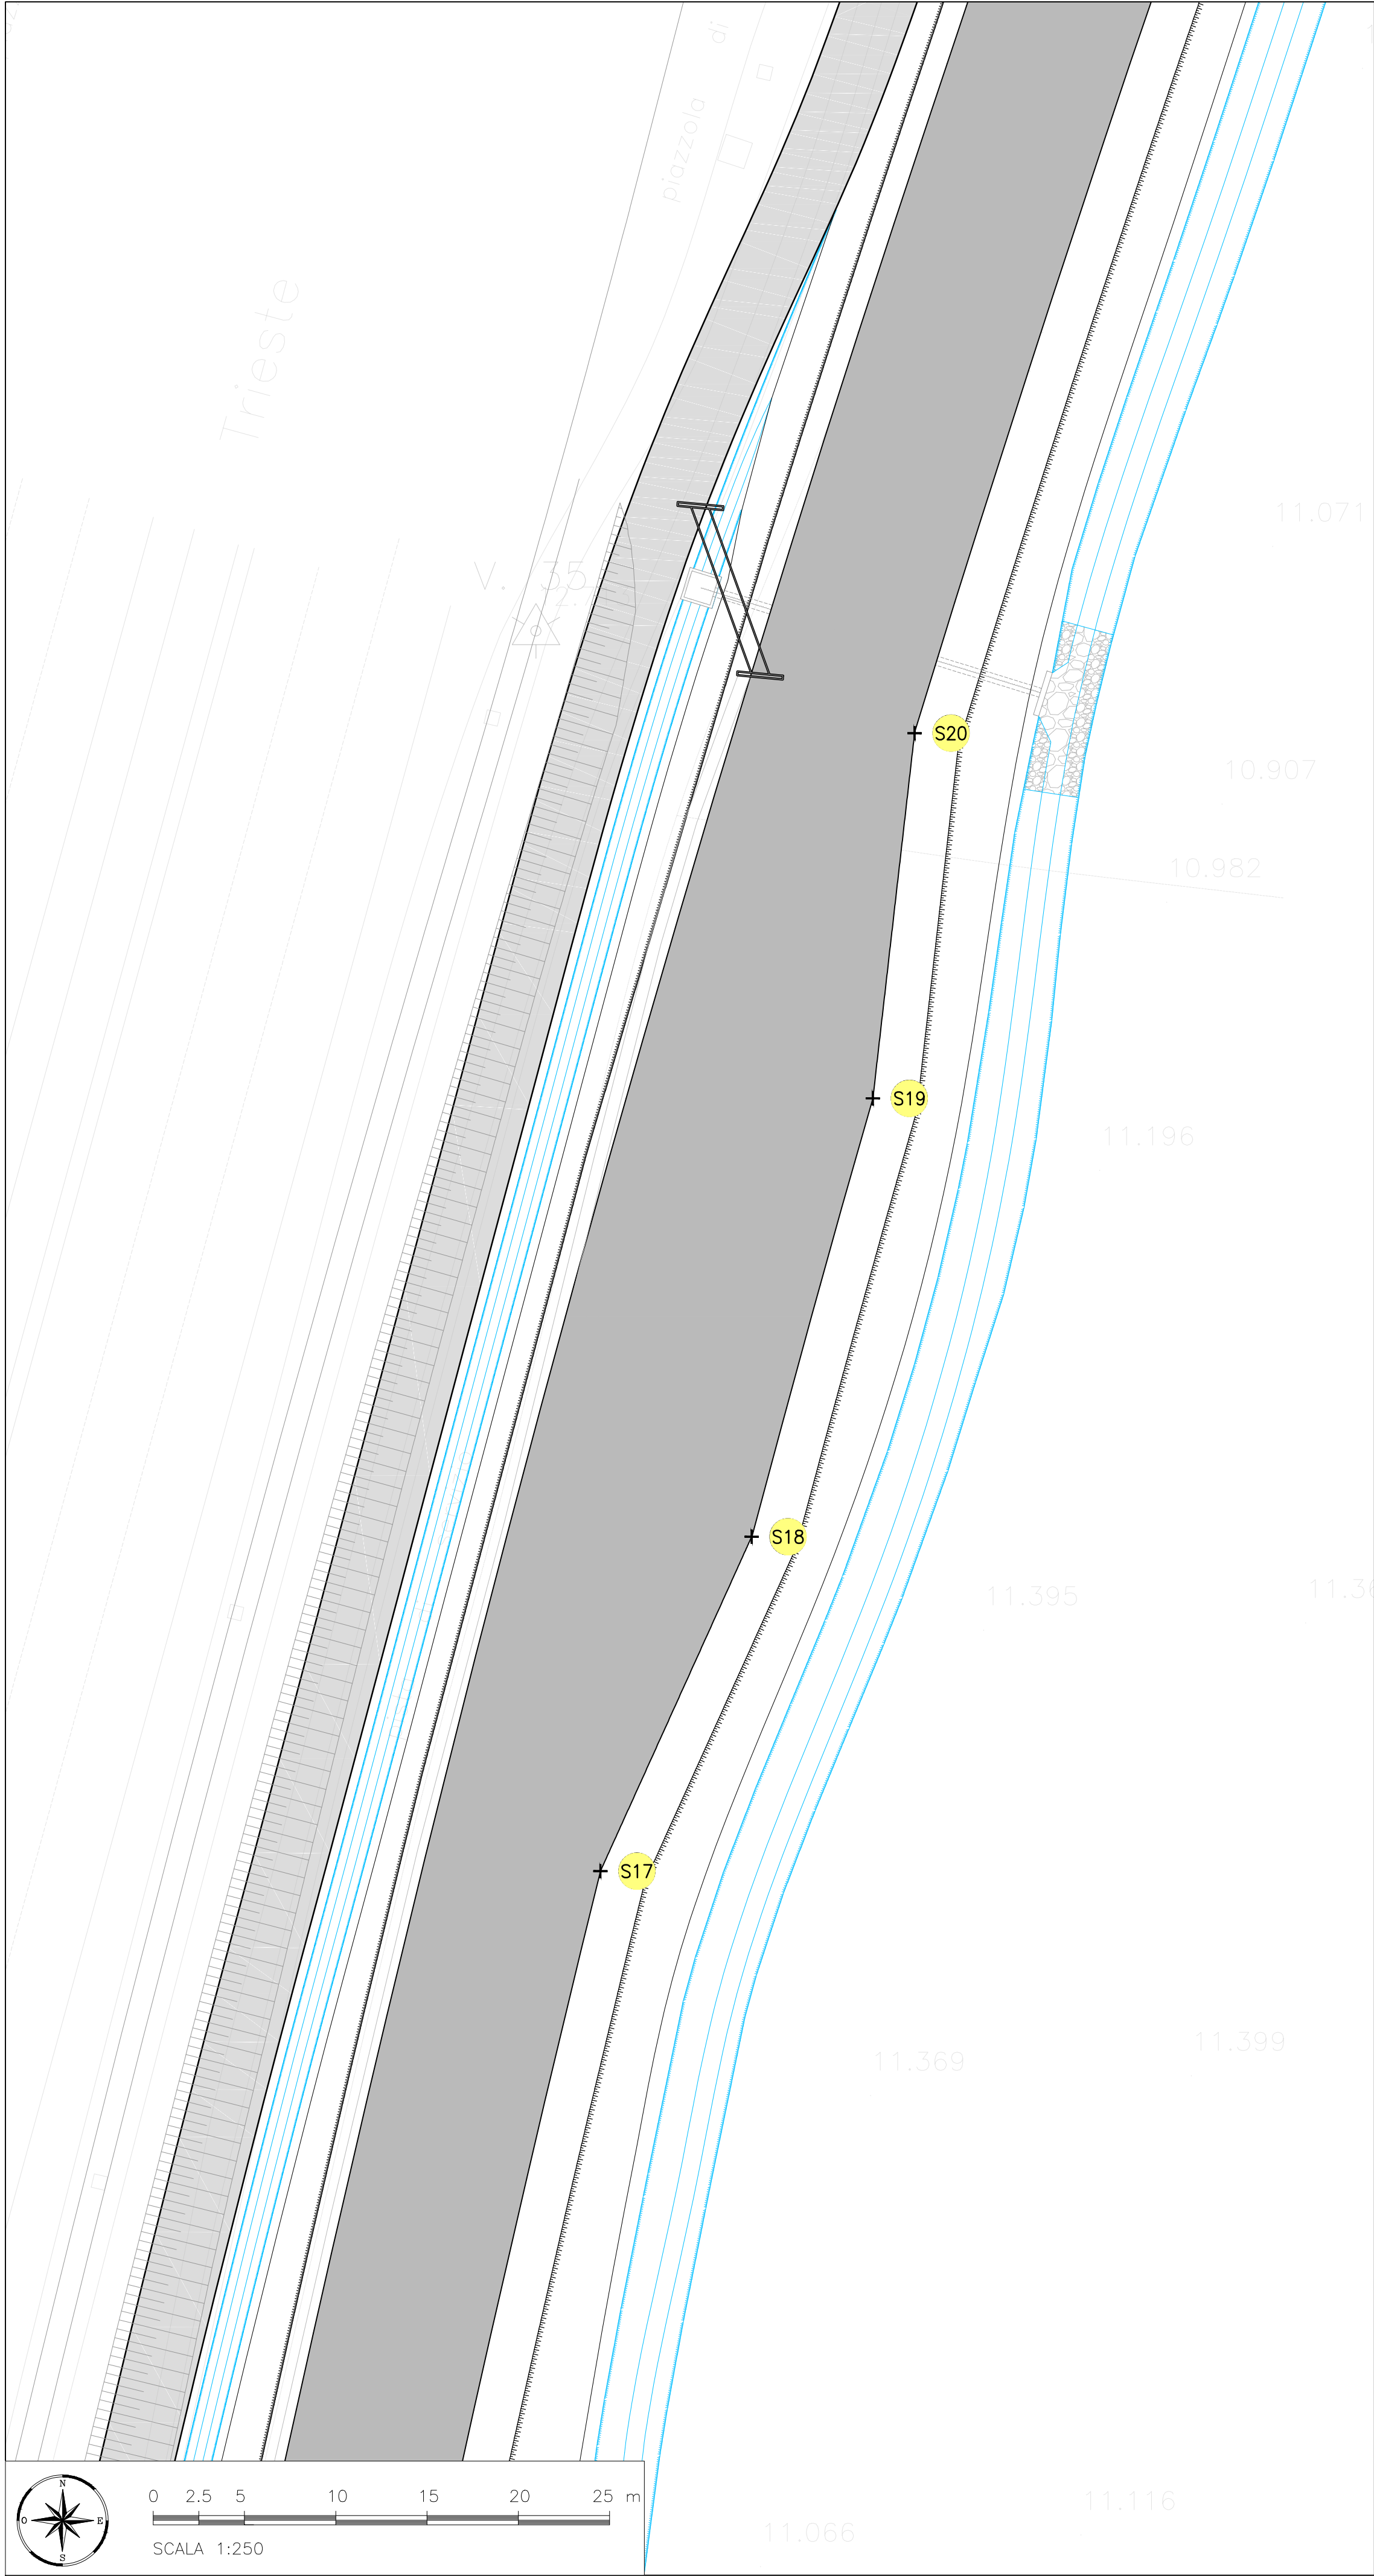 piazzola di
Trieste
11.071
V. 35
10.907
S20
10.982
S19
11.196
S18
11.395
S17
11.399
11.369
N
O
E
S
0 2.5 5 10 15 20 25 m
SCALA 1:250
11.116
11.066